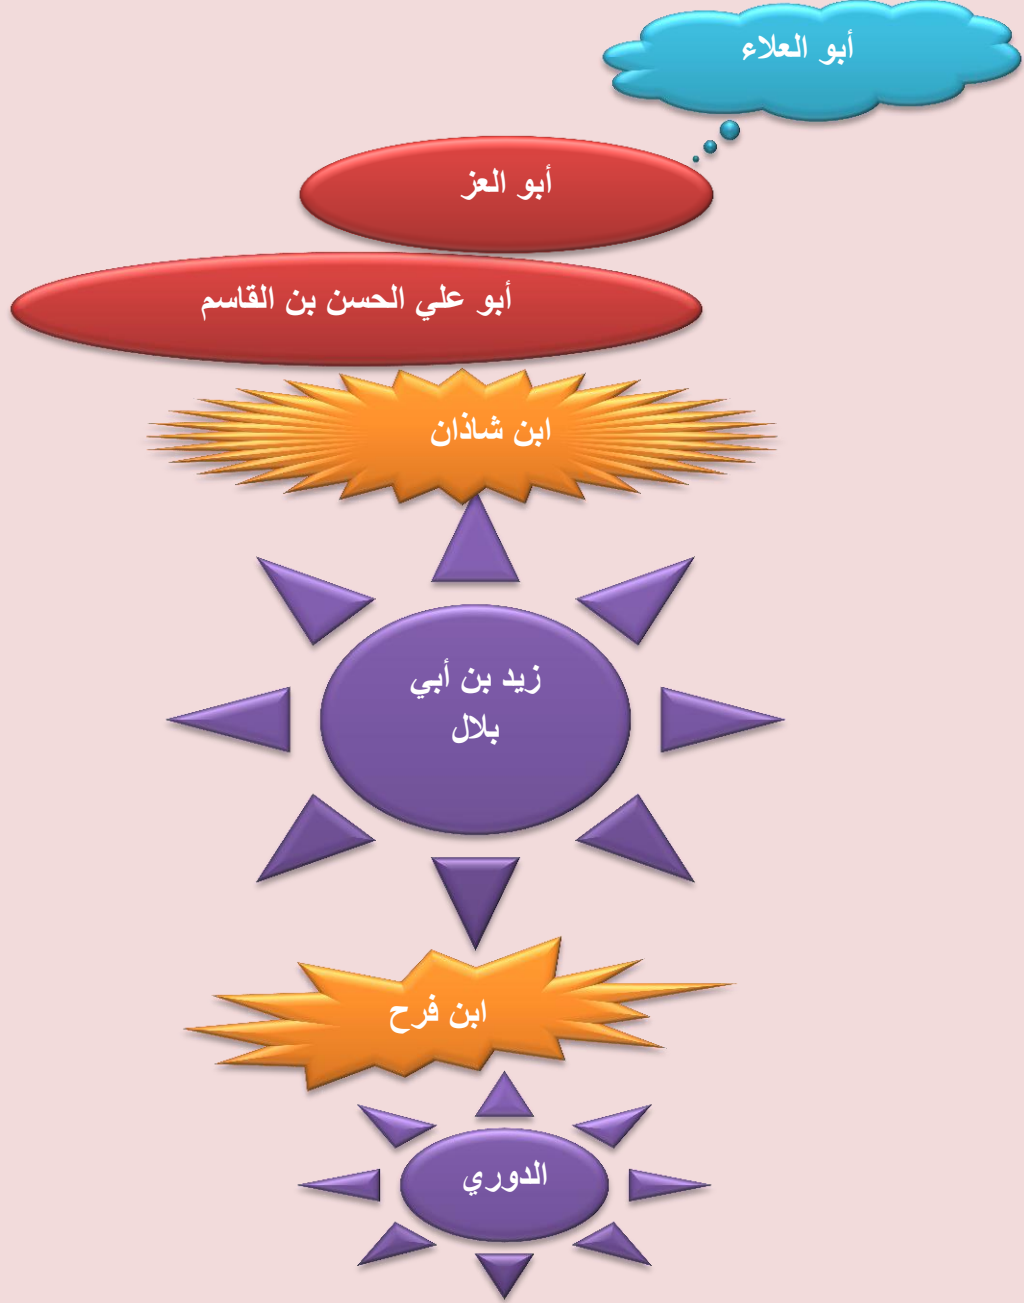 أبو العلاء
أبو العز
أبو علي الحسن بن القاسم
ابن شاذان
زيد بن أبي
بلال
ابن فرح
الدوري